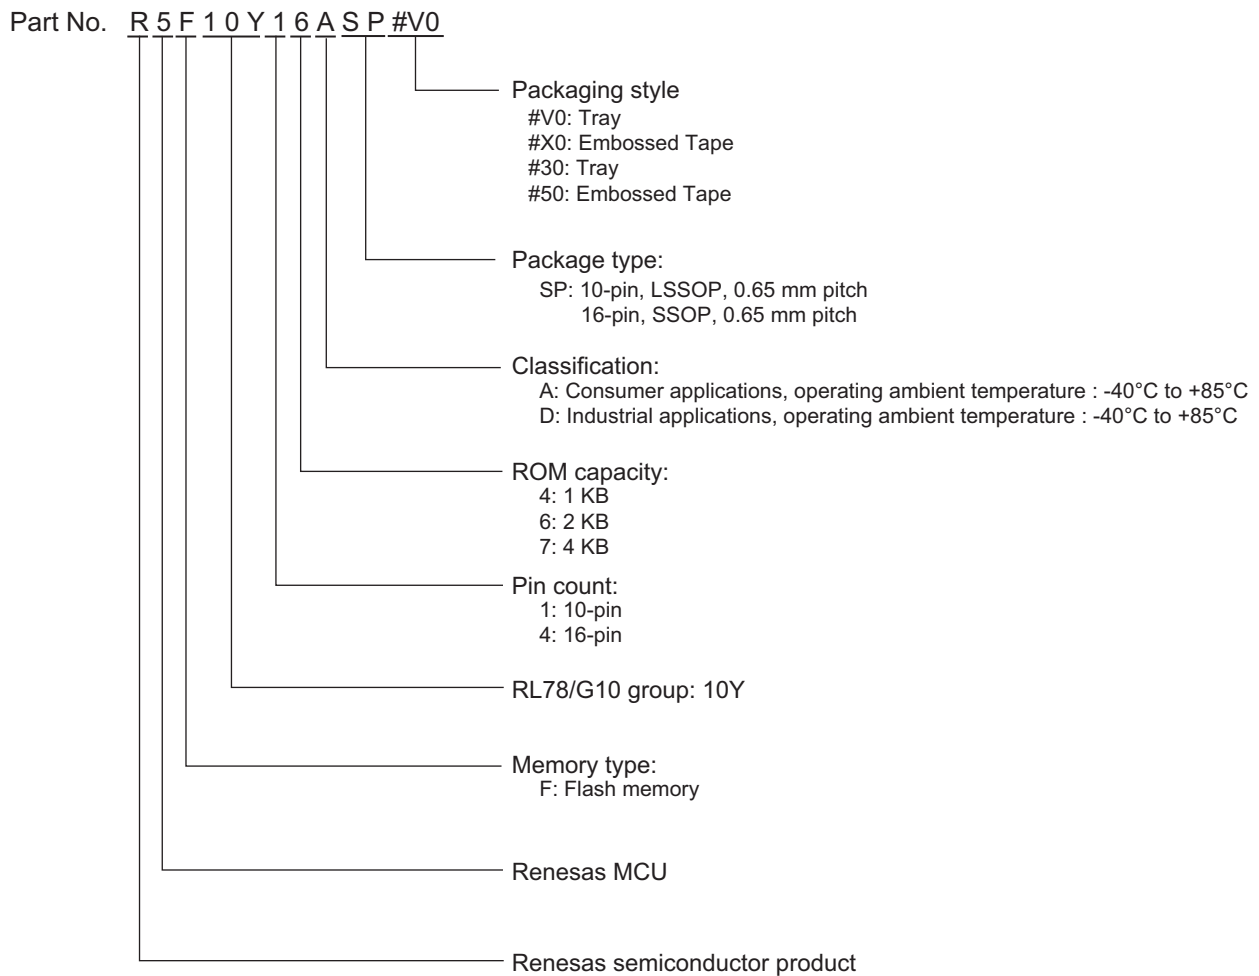 Part No. R 5 F 1 0 Y 1 6 A S P #V0
Packaging style
#V0: Tray
#X0: Embossed Tape
#30: Tray
#50: Embossed Tape
Package type:
SP: 10-pin, LSSOP, 0.65 mm pitch
16-pin, SSOP, 0.65 mm pitch
Classification:
A: Consumer applications, operating ambient temperature : -40°C to +85°C
D: Industrial applications, operating ambient temperature : -40°C to +85°C
ROM capacity:
4: 1 KB
6: 2 KB
7: 4 KB
Pin count:
1: 10-pin
4: 16-pin
RL78/G10 group: 10Y
Memory type:
F: Flash memory
Renesas MCU
Renesas semiconductor product